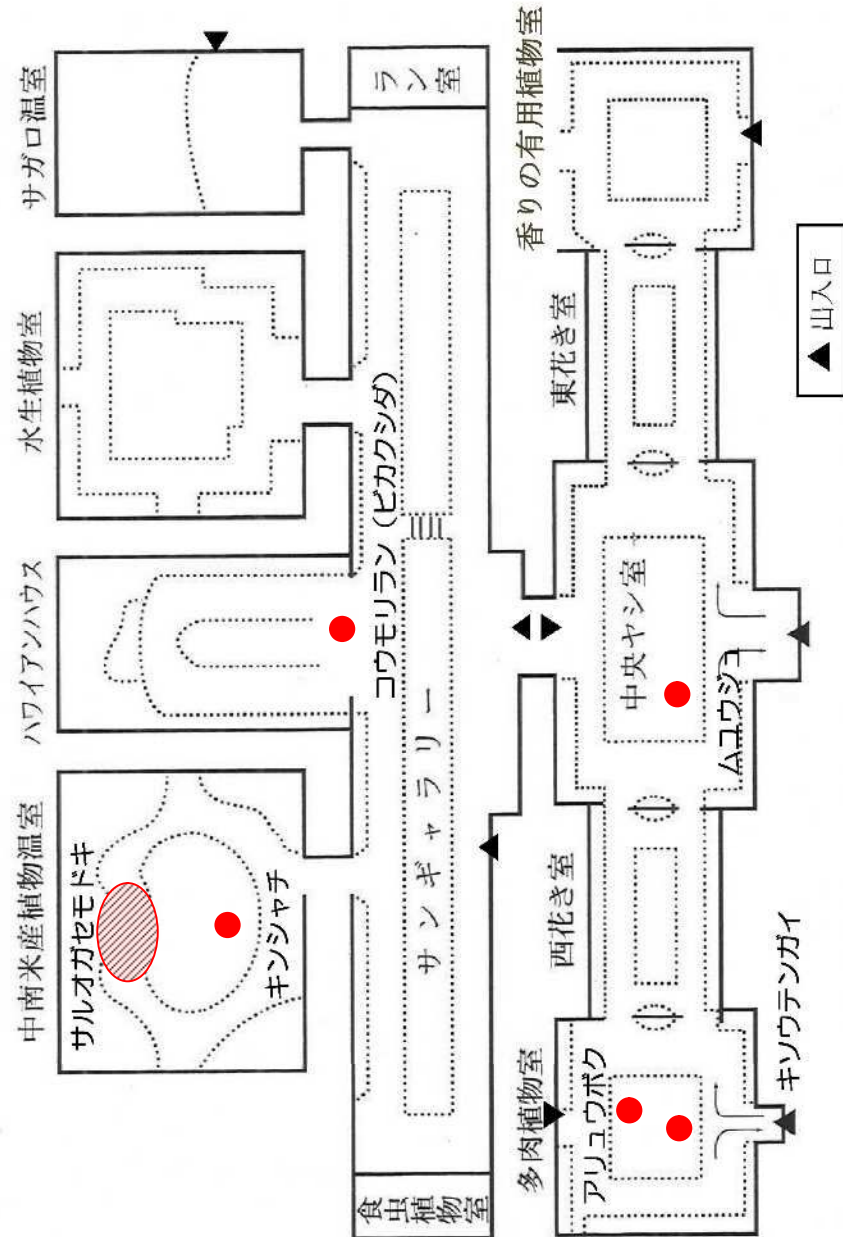 中南米産植物温室
ハワイアンハウス
水生植物室
サガロ温室
サルオガセモドキ
キンシャチ
コウモリラン（ビカクシダ）
ラン室
サンギャラリー
食虫植物室
多肉植物室
西花き室
中央ヤシ室
東花き室
香りの有用植物室
アリュウボク
ムユウジュ
キソウテンガイ
▲ 出入口